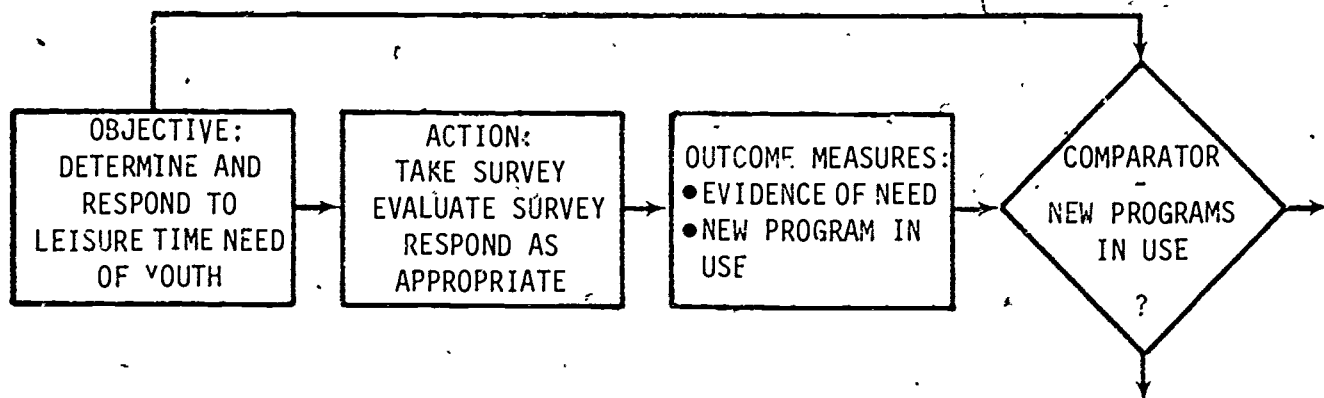 OBJECTIVE:
DETERMINE AND
RESPOND TO
LEISURE TIME NEED
OF YOUTH
ACTION:
TAKE SURVEY
EVALUATE SURVEY
RESPOND AS
APPROPRIATE
OUTCOME MEASURES:
● EVIDENCE OF NEED
● NEW PROGRAM IN
USE
COMPARATOR
-
NEW PROGRAMS
IN USE
?